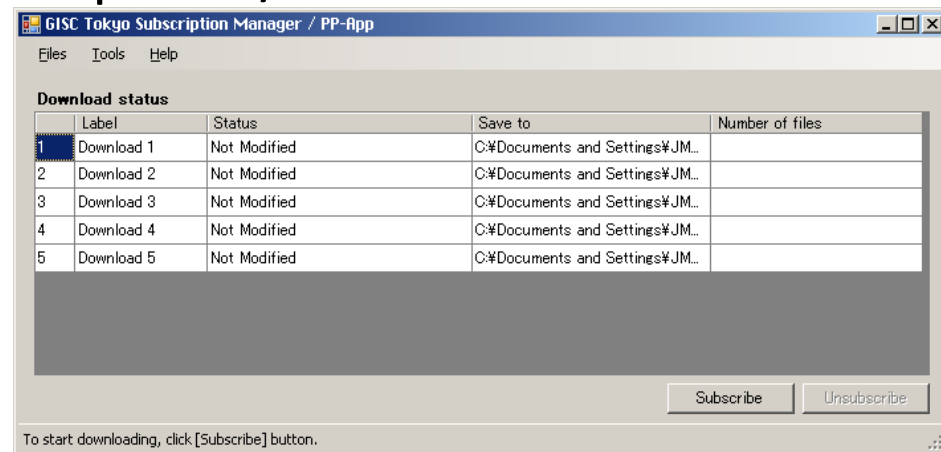 GISC Tokyo Subscription Manager / PP-App
Files Tools Help
Download status
Label Status Save to Number of files
1 Download 1 Not Modified C:¥Documents and Settings¥JM...
2 Download 2 Not Modified C:¥Documents and Settings¥JM...
3 Download 3 Not Modified C:¥Documents and Settings¥JM...
4 Download 4 Not Modified C:¥Documents and Settings¥JM...
5 Download 5 Not Modified C:¥Documents and Settings¥JM...
Subscribe Unsubscribe
To start downloading, click [Subscribe] button.